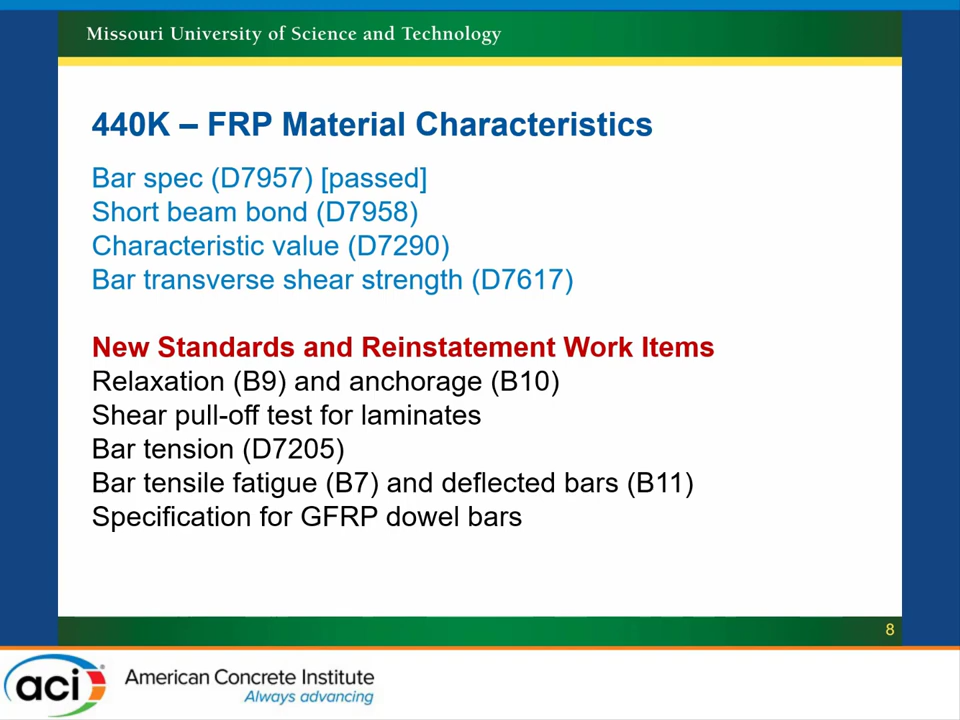 Missouri University of Science and Technology
440K – FRP Material Characteristics
Bar spec (D7957) [passed]
Short beam bond (D7958)
Characteristic value (D7290)
Bar transverse shear strength (D7617)
New Standards and Reinstatement Work Items
Relaxation (B9) and anchorage (B10)
Shear pull-off test for laminates
Bar tension (D7205)
Bar tensile fatigue (B7) and deflected bars (B11)
Specification for GFRP dowel bars
8
aci American Concrete Institute
Always advancing